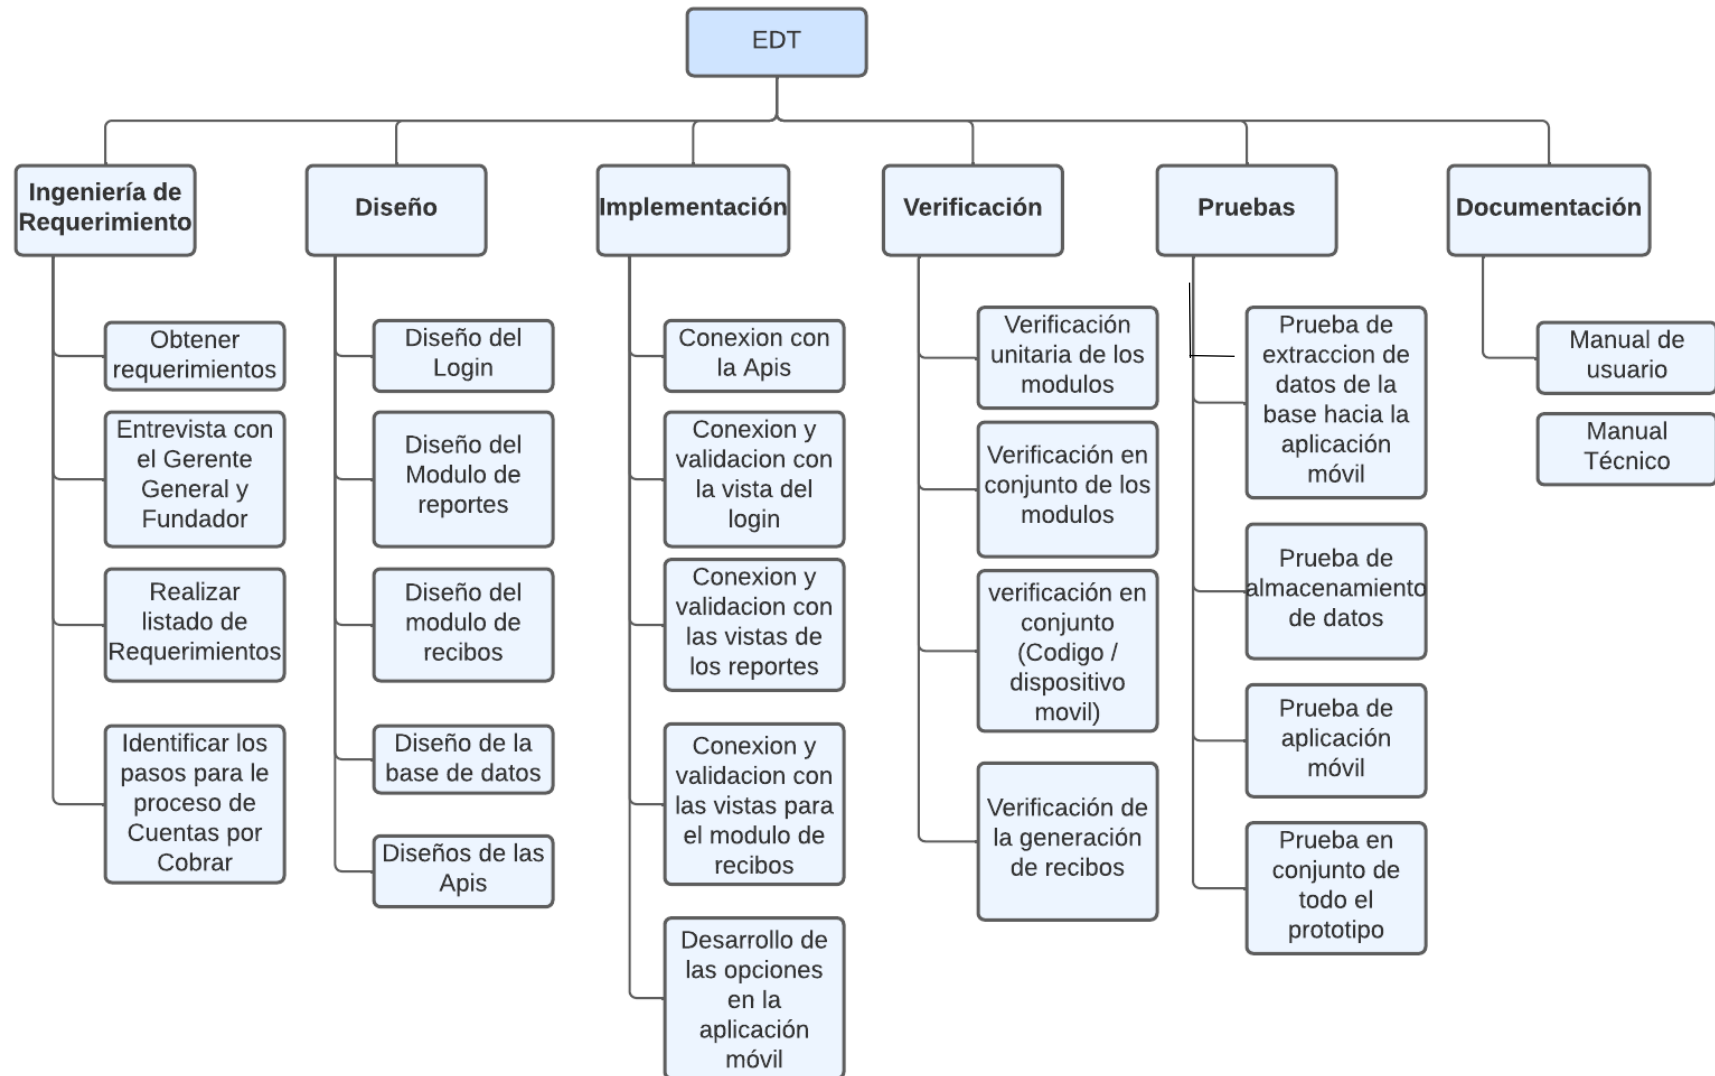 EDT
Ingeniería de
Requerimiento
Obtener
requerimientos
Entrevista con
el Gerente
General y
Fundador
Realizar
listado de
Requerimientos
Identificar los
pasos para le
proceso de
Cuentas por
Cobrar
Diseño
Diseño del
Login
Diseño del
Modulo de
reportes
Diseño del
modulo de
recibos
Diseño de la
base de datos
Diseños de las
Apis
Implementación
Conexion con
la Apis
Conexion y
validacion con
la vista del
login
Conexion y
validacion con
las vistas de
los reportes
Conexion y
validacion con
las vistas para
el modulo de
recibos
Desarrollo de
las opciones
en la
aplicación
móvil
Verificación
Verificación
unitaria de los
modulos
Verificación en
conjunto de los
modulos
verificación en
conjunto
(Codigo /
dispositivo
movil)
Verificación de
la generación
de recibos
Pruebas
Prueba de
extraccion de
datos de la
base hacia la
aplicación
móvil
Prueba de
almacenamiento
de datos
Prueba de
aplicación
móvil
Prueba en
conjunto de
todo el
prototipo
Documentación
Manual de
usuario
Manual
Técnico